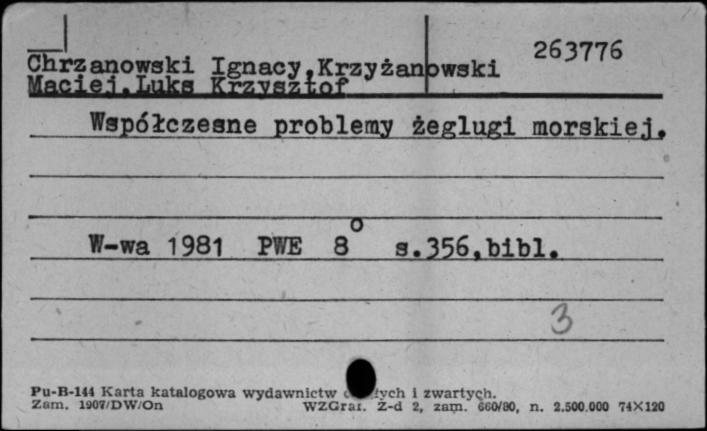 263776
Chrzanowski Ignacy,Krzyżanowski
Maciej,Luks Krzysztof
Współczesne problemy żeglugi morskiej.
W-wa 1981 PWE 8° s.356,bibl.
3
Pu-B-144 Karta katalogowa wydawnictw i zwartych.
Zam. 1907/DW/On WZGraf. Z-d 2, zam. 660/80, n. 2.500.000 74X120